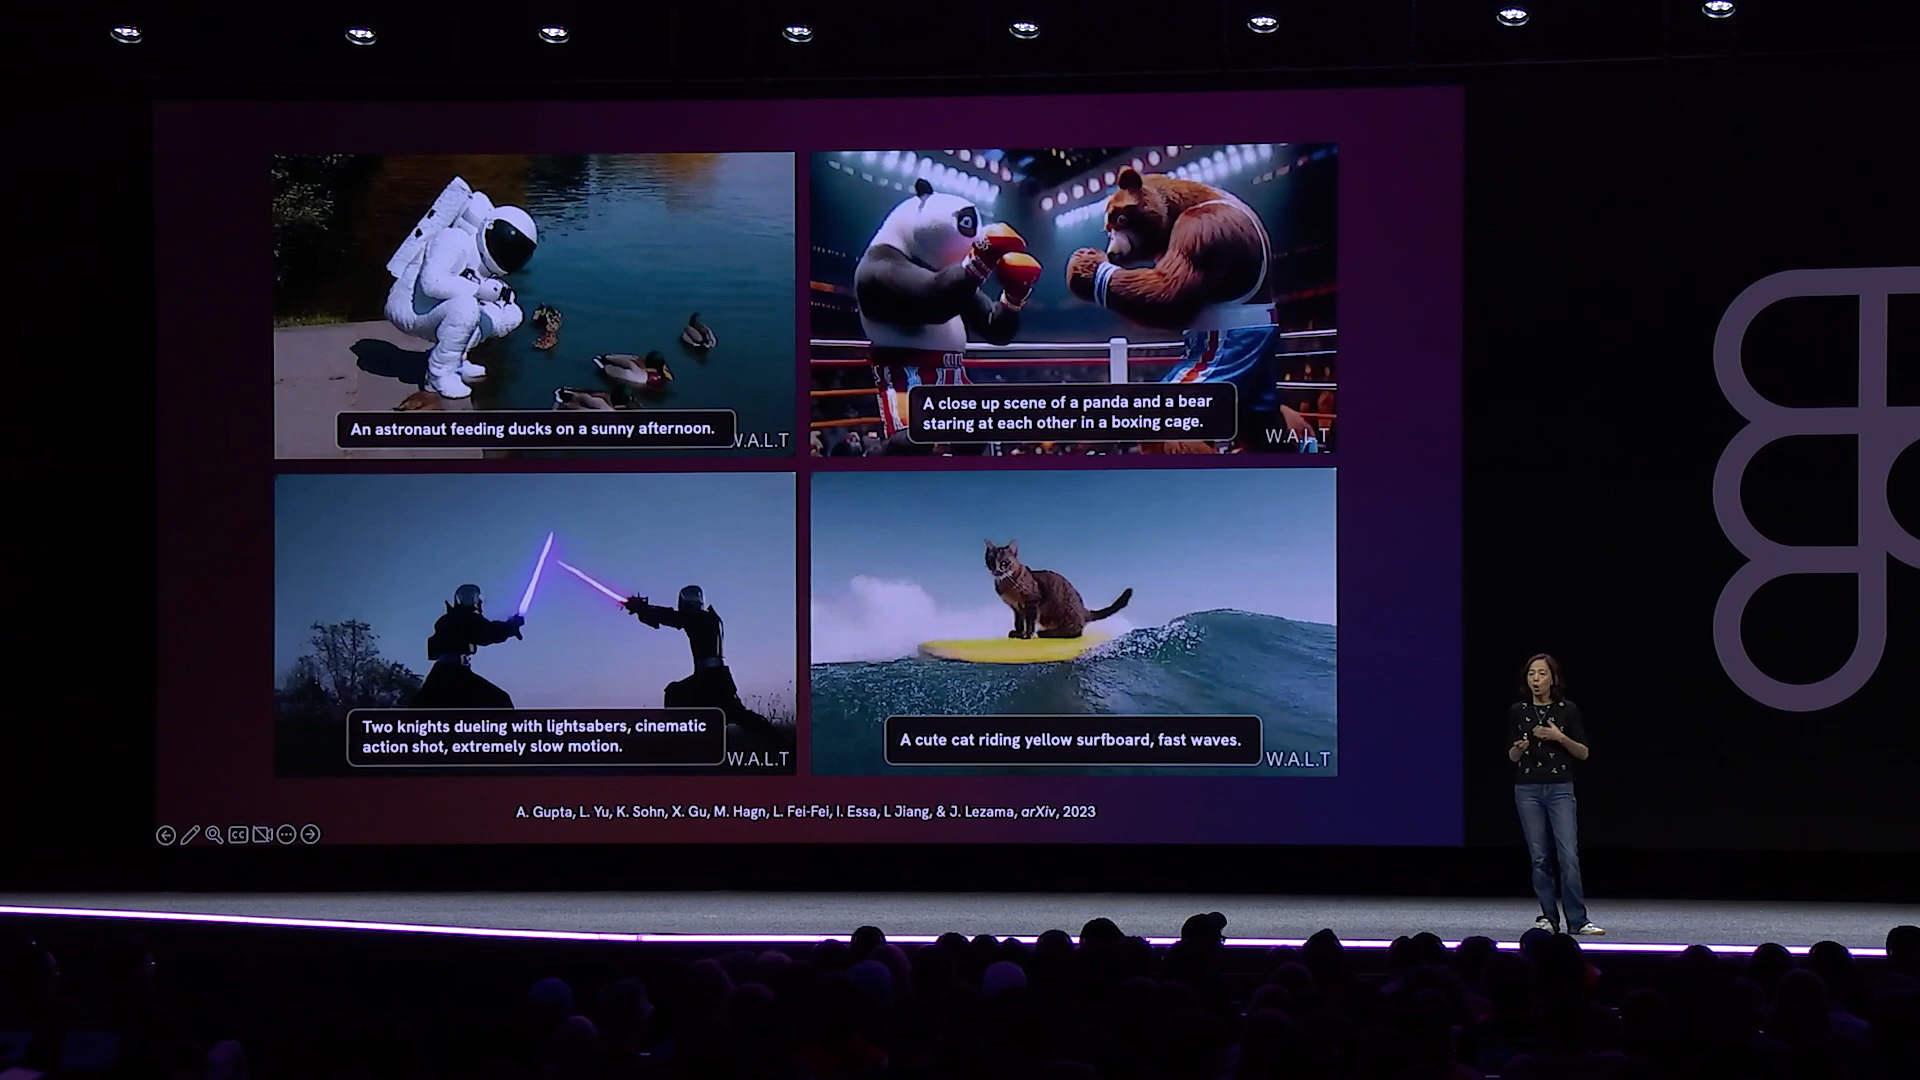 An astronaut feeding ducks on a sunny afternoon.
W.A.L.T
A close up scene of a panda and a bear
staring at each other in a boxing cage.
W.A.L.T
Two knights dueling with lightsabers, cinematic
action shot, extremely slow motion.
W.A.L.T
A cute cat riding yellow surfboard, fast waves.
W.A.L.T
A. Gupta, L. Yu, K. Sohn, X. Gu, M. Hagn, L. Fei-Fei, I. Essa, L Jiang, & J. Lezama, arXiv, 2023
CC